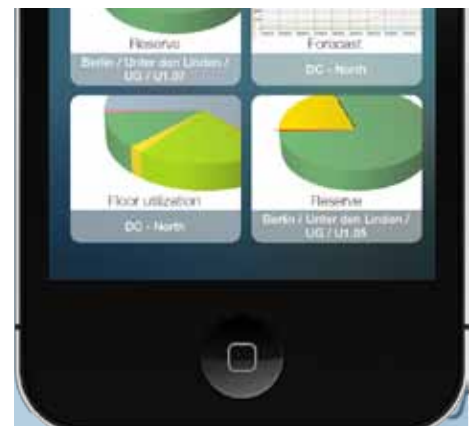 Reserve
Berlin / Unter den Linden /
UG / U1.07
Forecast
DC - North
Floor utilization
DC - North
Reserve
Berlin / Unter den Linden /
UG / U1.05